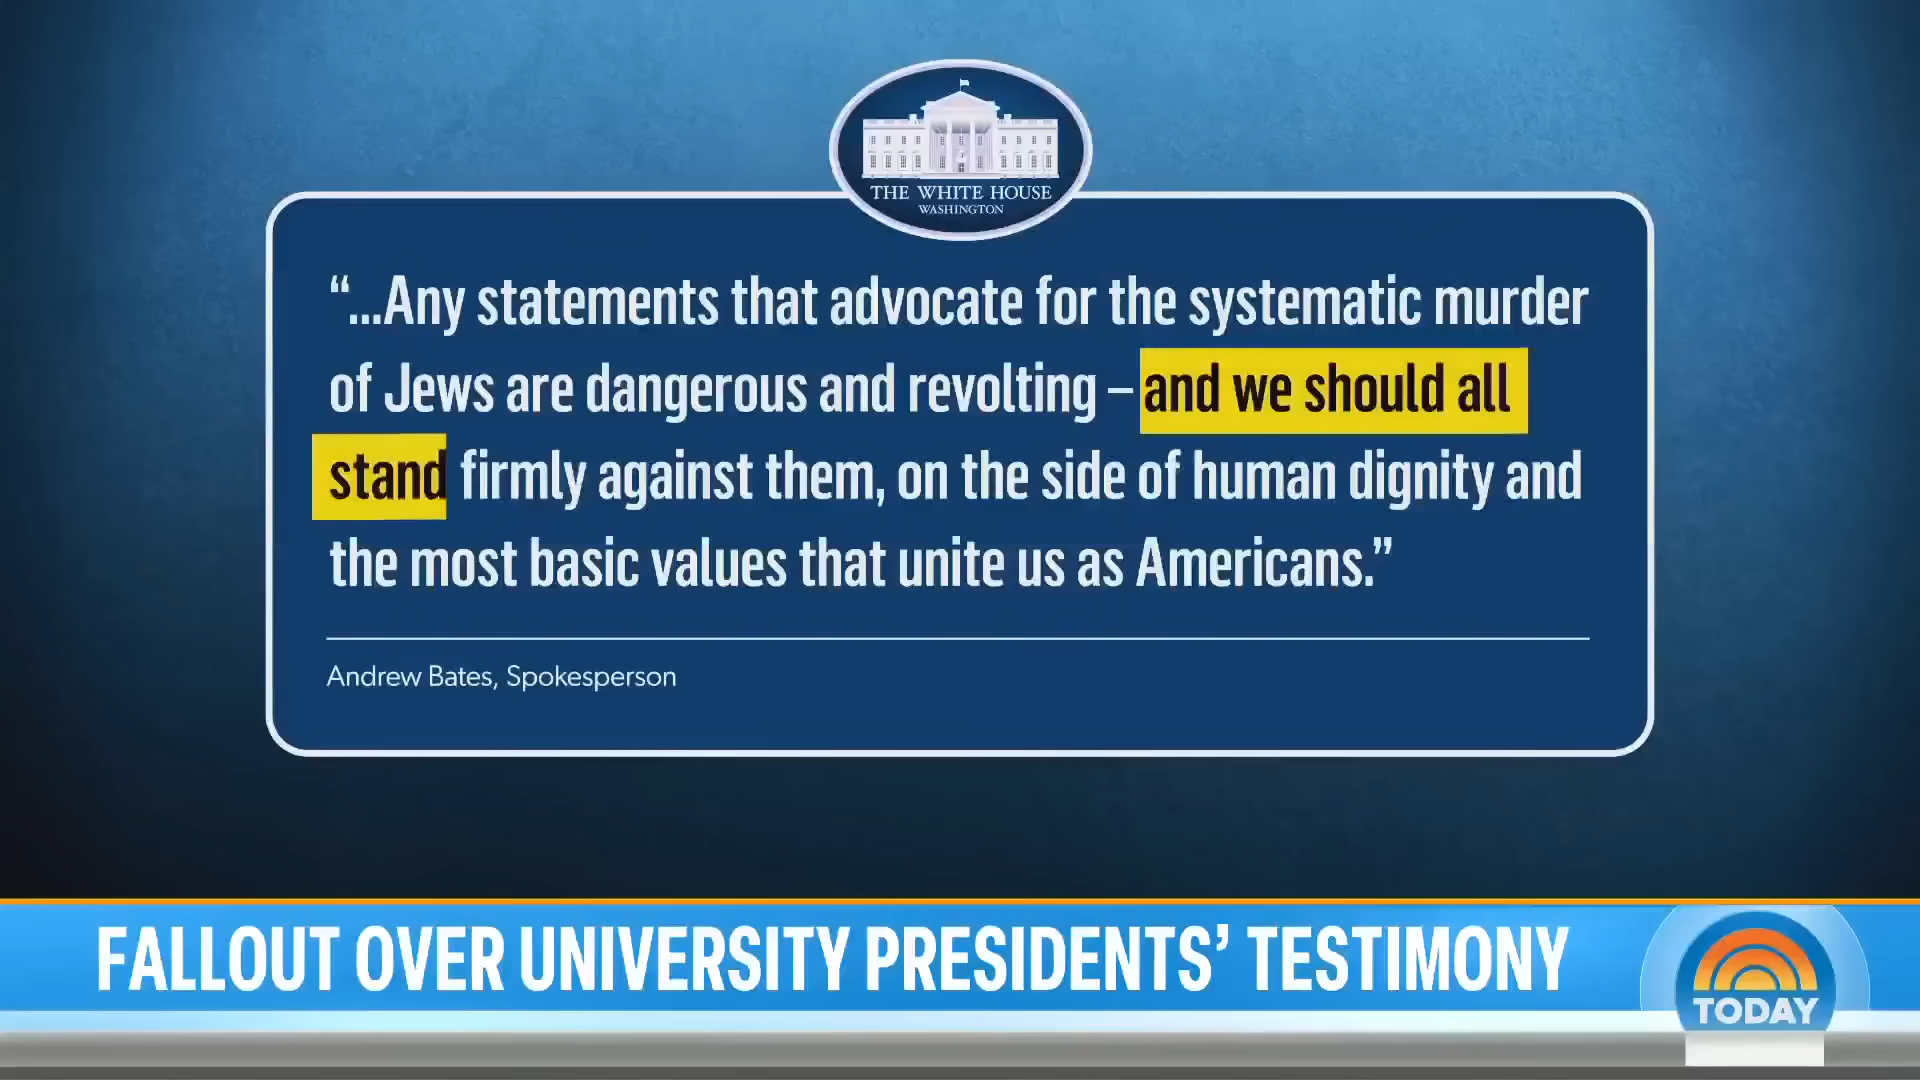 THE WHITE HOUSE
WASHINGTON
“...Any statements that advocate for the systematic murder
of Jews are dangerous and revolting – and we should all
stand firmly against them, on the side of human dignity and
the most basic values that unite us as Americans.”
Andrew Bates, Spokesperson
FALLOUT OVER UNIVERSITY PRESIDENTS’ TESTIMONY
TODAY